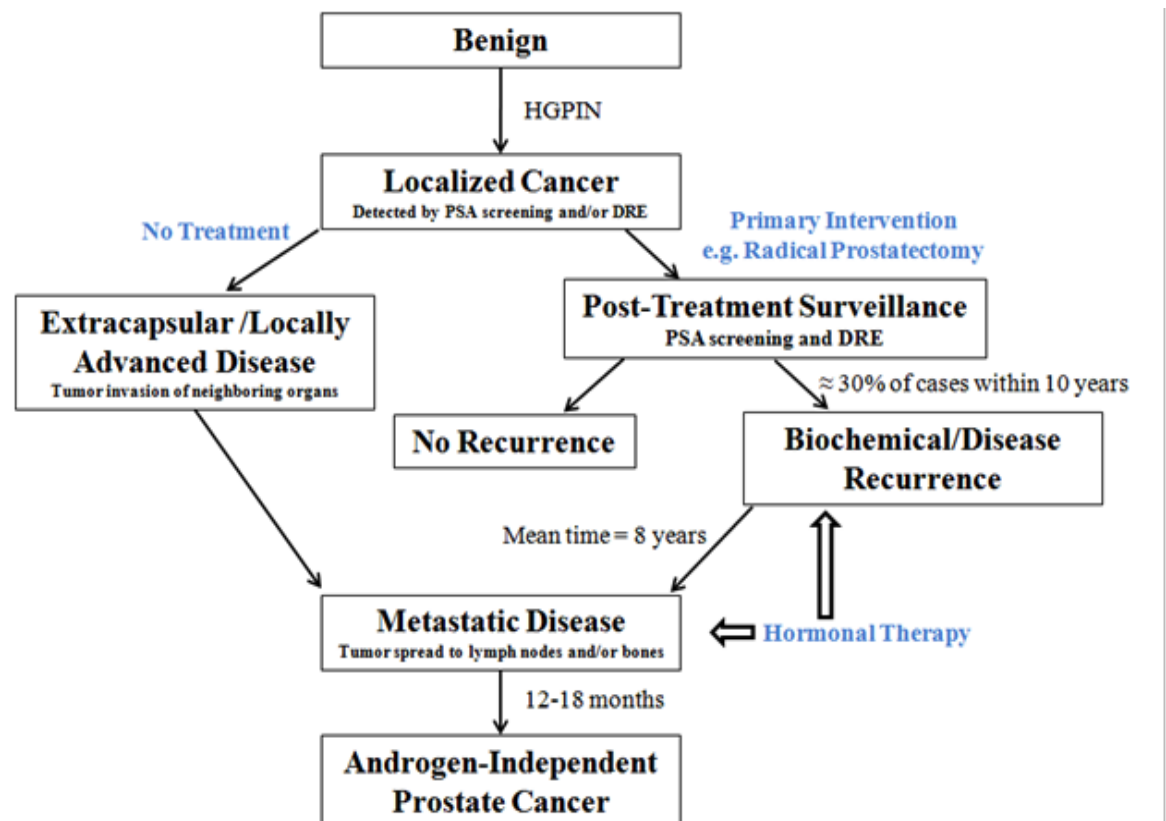 Benign
HGPIN
Localized Cancer
Detected by PSA screening and/or DRE
No Treatment
Primary Intervention
e.g. Radical Prostatectomy
Extracapsular /Locally
Advanced Disease
Tumor invasion of neighboring organs
Post-Treatment Surveillance
PSA screening and DRE
≈ 30% of cases within 10 years
No Recurrence
Biochemical/Disease
Recurrence
Mean time = 8 years
Metastatic Disease
Tumor spread to lymph nodes and/or bones
Hormonal Therapy
12-18 months
Androgen-Independent
Prostate Cancer